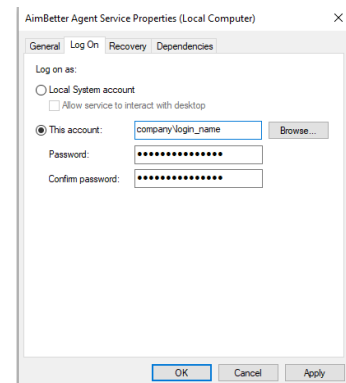 AimBetter Agent Service Properties (Local Computer)
General Log On Recovery Dependencies
Log on as:
Local System account
Allow service to interact with desktop
This account: company\login_name Browse...
Password: •••••••••••••••
Confirm password: •••••••••••••••
OK Cancel Apply